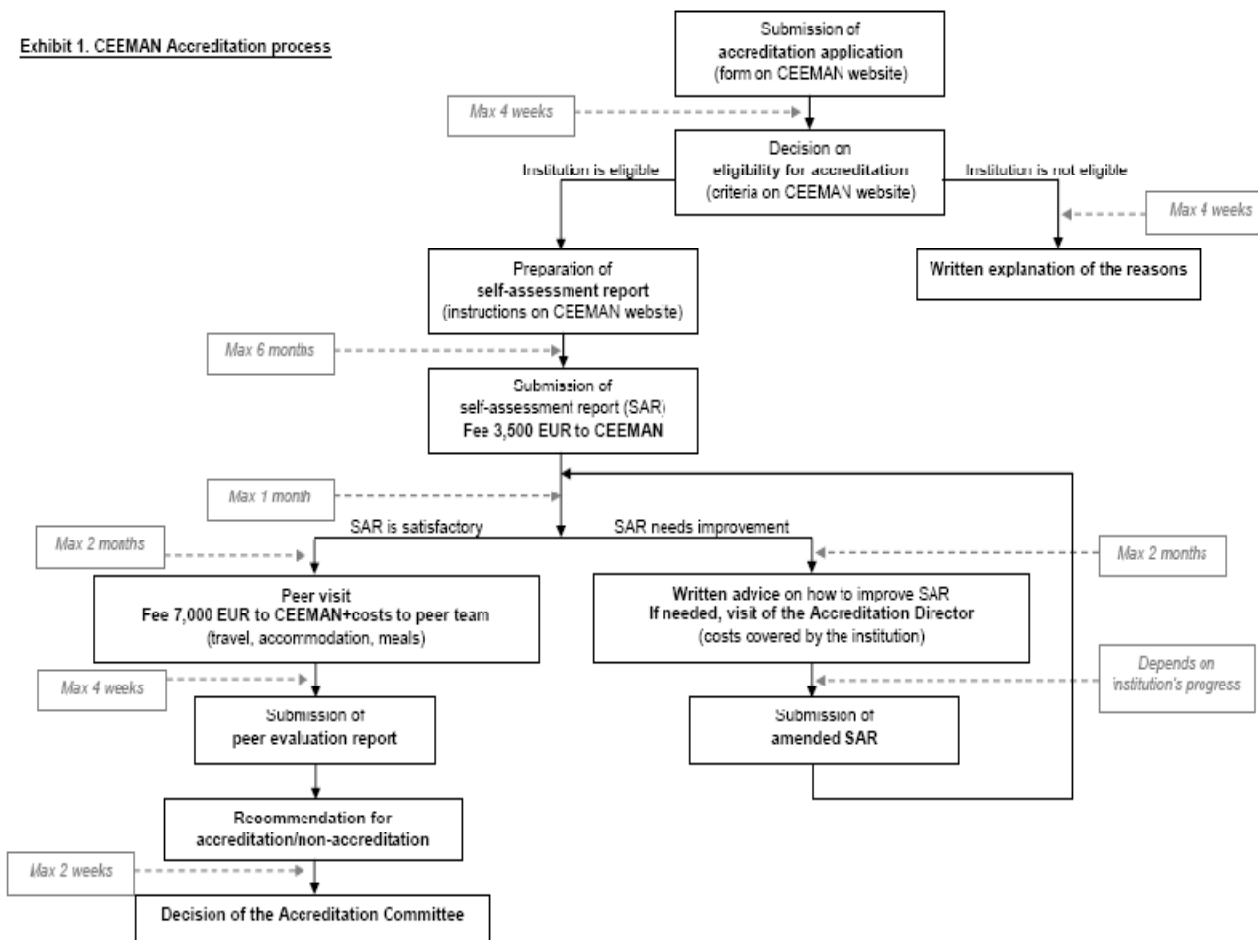 Exhibit 1. CEEMAN Accreditation process
Submission of
accreditation application
(form on CEEMAN website)
Max 4 weeks
Decision on
eligibility for accreditation
(criteria on CEEMAN website)
Institution is eligible
Institution is not eligible
Max 4 weeks
Preparation of
self-assessment report
(instructions on CEEMAN website)
Written explanation of the reasons
Max 6 months
Submission of
self-assessment report (SAR)
Fee 3,500 EUR to CEEMAN
Max 1 month
SAR is satisfactory
SAR needs improvement
Max 2 months
Max 2 months
Peer visit
Fee 7,000 EUR to CEEMAN+costs to peer team
(travel, accommodation, meals)
Written advice on how to improve SAR
If needed, visit of the Accreditation Director
(costs covered by the institution)
Max 4 weeks
Depends on
institution's progress
Submission of
peer evaluation report
Submission of
amended SAR
Recommendation for
accreditation/non-accreditation
Max 2 weeks
Decision of the Accreditation Committee